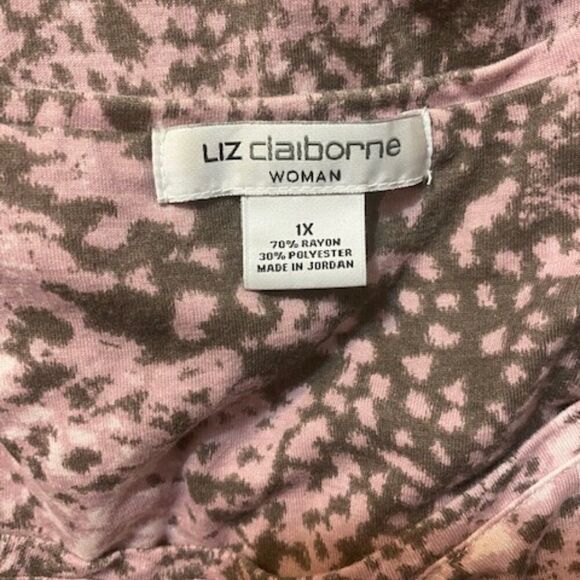 LIZ claiborne
WOMAN
1X
70% RAYON
30% POLYESTER
MADE IN JORDAN